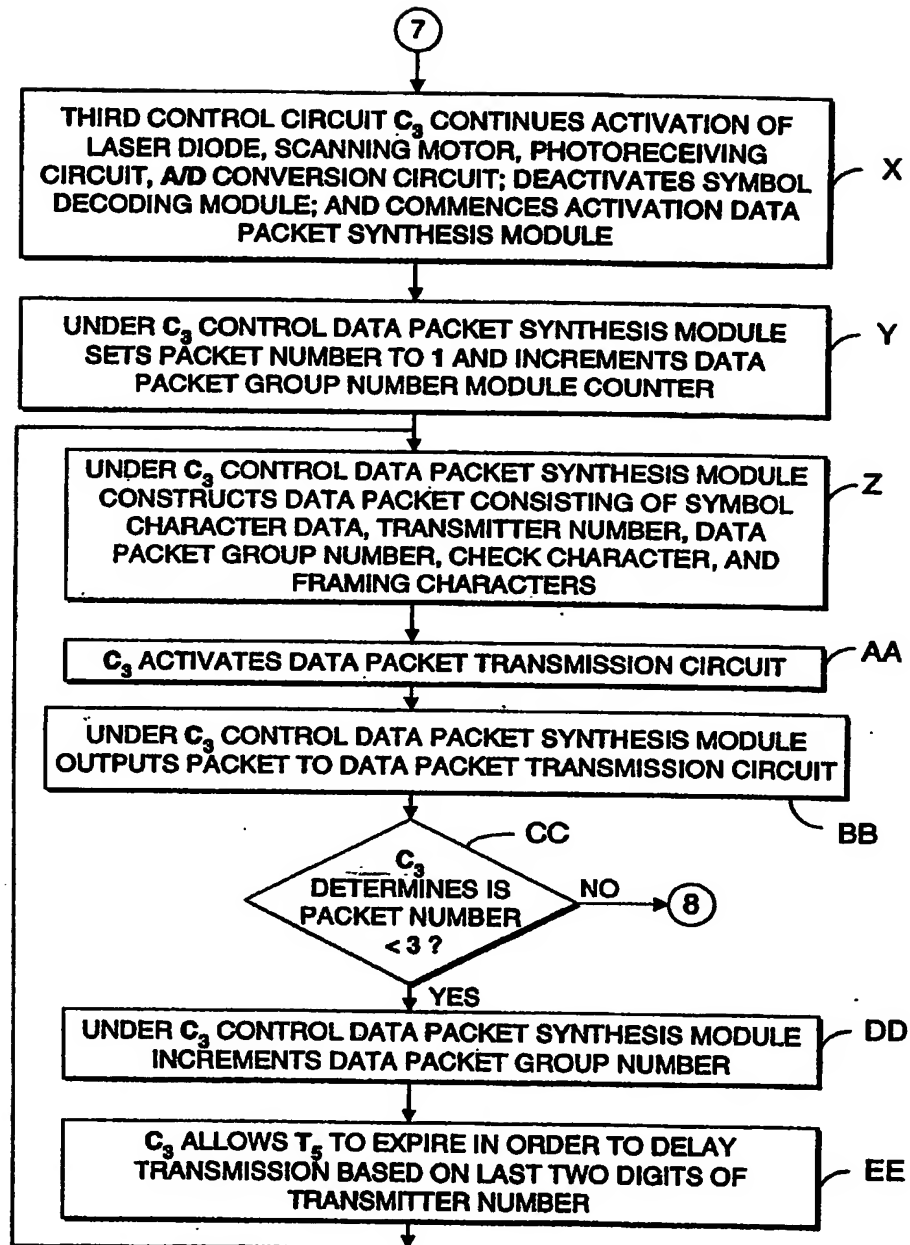 7
THIRD CONTROL CIRCUIT C₃ CONTINUES ACTIVATION OF
LASER DIODE, SCANNING MOTOR, PHOTORECEIVING
CIRCUIT, A/D CONVERSION CIRCUIT; DEACTIVATES SYMBOL
DECODING MODULE; AND COMMENCES ACTIVATION DATA
PACKET SYNTHESIS MODULE
X
UNDER C₃ CONTROL DATA PACKET SYNTHESIS MODULE
SETS PACKET NUMBER TO 1 AND INCREMENTS DATA
PACKET GROUP NUMBER MODULE COUNTER
Y
UNDER C₃ CONTROL DATA PACKET SYNTHESIS MODULE
CONSTRUCTS DATA PACKET CONSISTING OF SYMBOL
CHARACTER DATA, TRANSMITTER NUMBER, DATA
PACKET GROUP NUMBER, CHECK CHARACTER, AND
FRAMING CHARACTERS
Z
C₃ ACTIVATES DATA PACKET TRANSMISSION CIRCUIT
AA
UNDER C₃ CONTROL DATA PACKET SYNTHESIS MODULE
OUTPUTS PACKET TO DATA PACKET TRANSMISSION CIRCUIT
BB
CC
C₃
DETERMINES IS
PACKET NUMBER
< 3 ?
NO
8
YES
UNDER C₃ CONTROL DATA PACKET SYNTHESIS MODULE
INCREMENTS DATA PACKET GROUP NUMBER
DD
C₃ ALLOWS T₅ TO EXPIRE IN ORDER TO DELAY
TRANSMISSION BASED ON LAST TWO DIGITS OF
TRANSMITTER NUMBER
EE